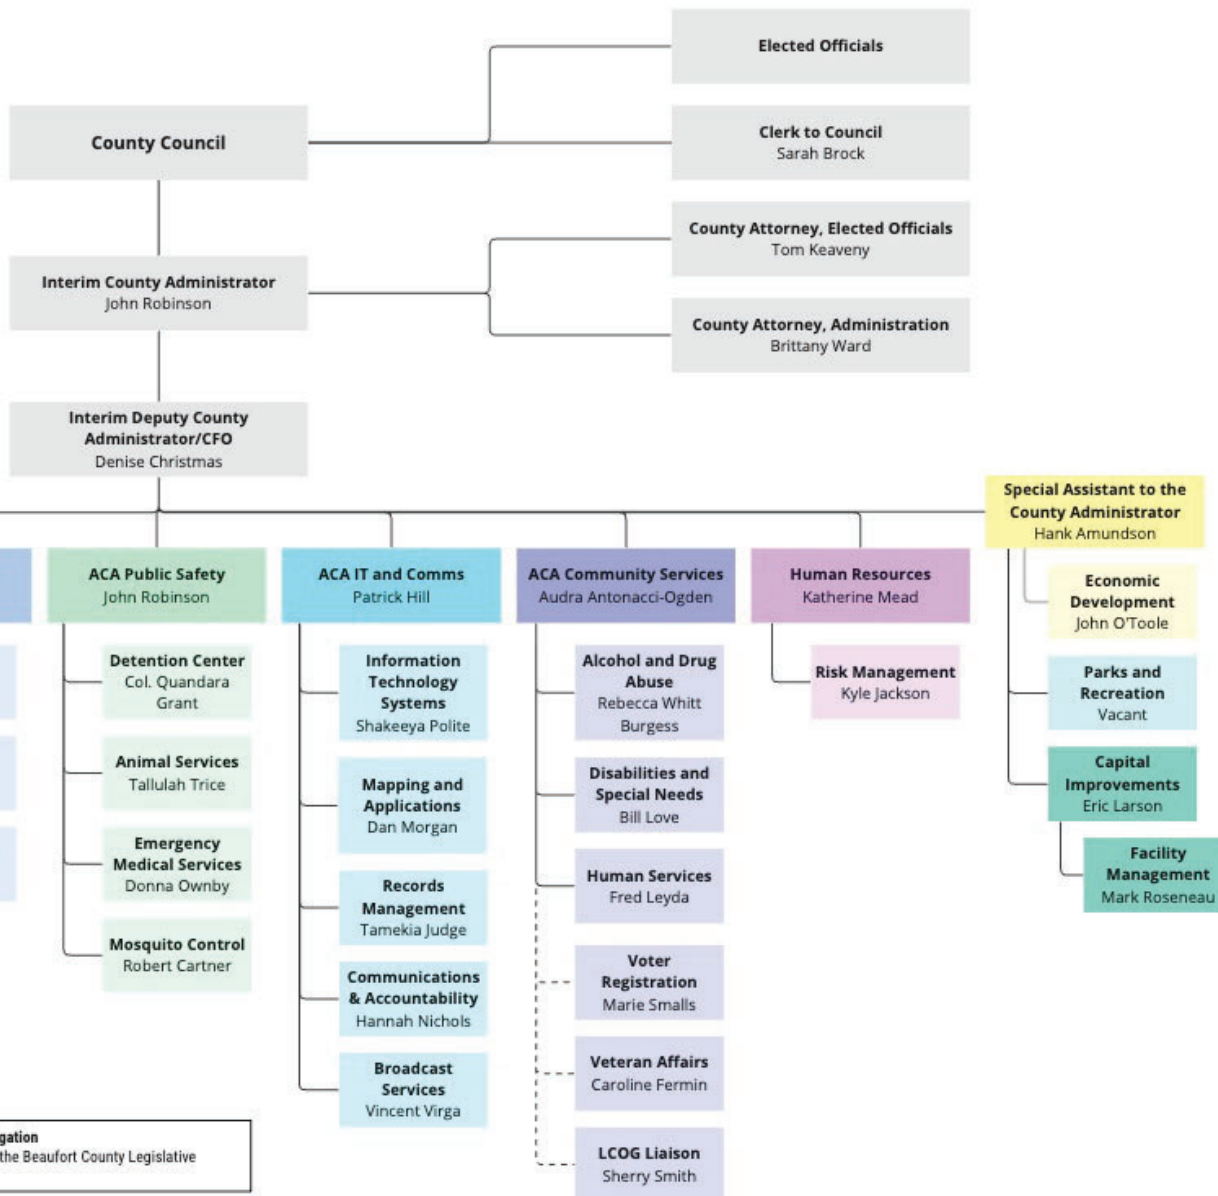 Elected Officials
County Council
Clerk to Council
Sarah Brock
County Attorney, Elected Officials
Tom Keaveny
Interim County Administrator
John Robinson
County Attorney, Administration
Brittany Ward
Interim Deputy County
Administrator/CFO
Denise Christmas
Special Assistant to the
County Administrator
Hank Amundson
ACA Public Safety
John Robinson
Detention Center
Col. Quandara
Grant
Animal Services
Tallulah Trice
Emergency
Medical Services
Donna Ownby
Mosquito Control
Robert Cartner
ACA IT and Comms
Patrick Hill
Information
Technology
Systems
Shakeeya Polite
Mapping and
Applications
Dan Morgan
Records
Management
Tamekia Judge
Communications
& Accountability
Hannah Nichols
Broadcast
Services
Vincent Virga
ACA Community Services
Audra Antonacci-Ogden
Alcohol and Drug
Abuse
Rebecca Whitt
Burgess
Disabilities and
Special Needs
Bill Love
Human Services
Fred Leyda
Voter
Registration
Marie Smalls
Veteran Affairs
Caroline Fermin
LCOG Liaison
Sherry Smith
Human Resources
Katherine Mead
Risk Management
Kyle Jackson
Economic
Development
John O'Toole
Parks and
Recreation
Vacant
Capital
Improvements
Eric Larson
Facility
Management
Mark Roseneau
gation
the Beaufort County Legislative